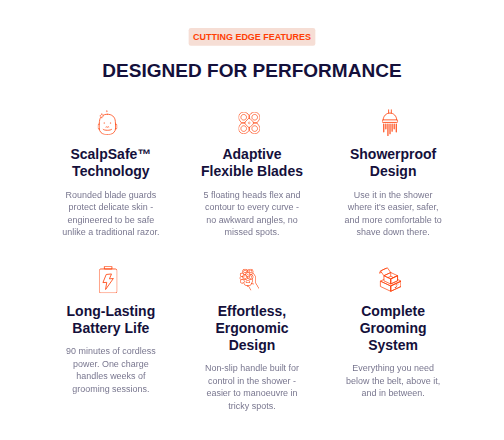 CUTTING EDGE FEATURES
DESIGNED FOR PERFORMANCE
ScalpSafe™
Technology
Rounded blade guards
protect delicate skin -
engineered to be safe
unlike a traditional razor.
Adaptive
Flexible Blades
5 floating heads flex and
contour to every curve -
no awkward angles, no
missed spots.
Showerproof
Design
Use it in the shower
where it's easier, safer,
and more comfortable to
shave down there.
Long-Lasting
Battery Life
90 minutes of cordless
power. One charge
handles weeks of
grooming sessions.
Effortless,
Ergonomic
Design
Non-slip handle built for
control in the shower -
easier to manoeuvre in
tricky spots.
Complete
Grooming
System
Everything you need
below the belt, above it,
and in between.